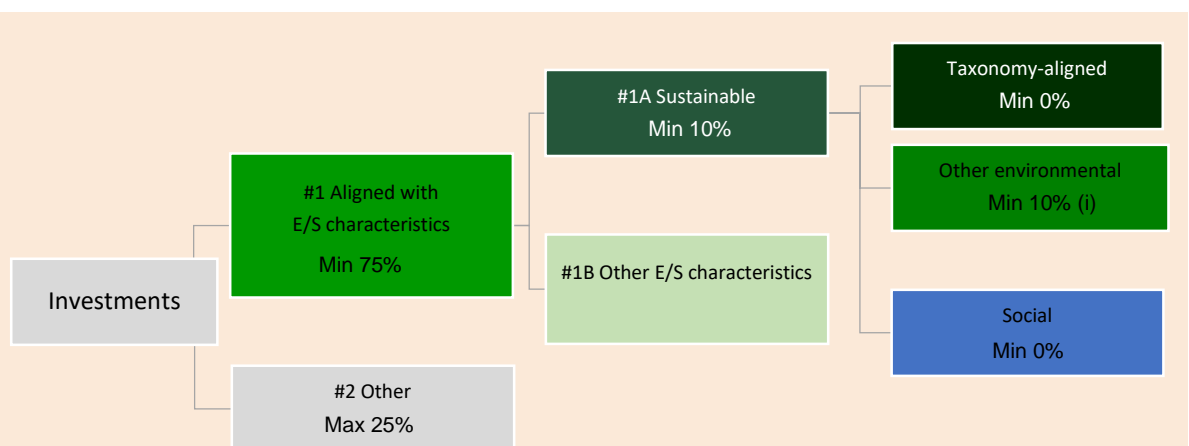 Investments
#1 Aligned with
E/S characteristics
Min 75%
#2 Other
Max 25%
#1A Sustainable
Min 10%
#1B Other E/S characteristics
Taxonomy-aligned
Min 0%
Other environmental
Min 10% (i)
Social
Min 0%